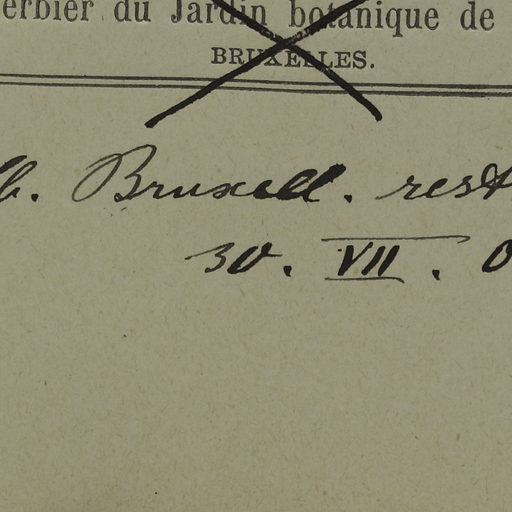 erbier du Jardin botanique de
BRUXELLES.
b. Bruxell. rest
30. VII. 0